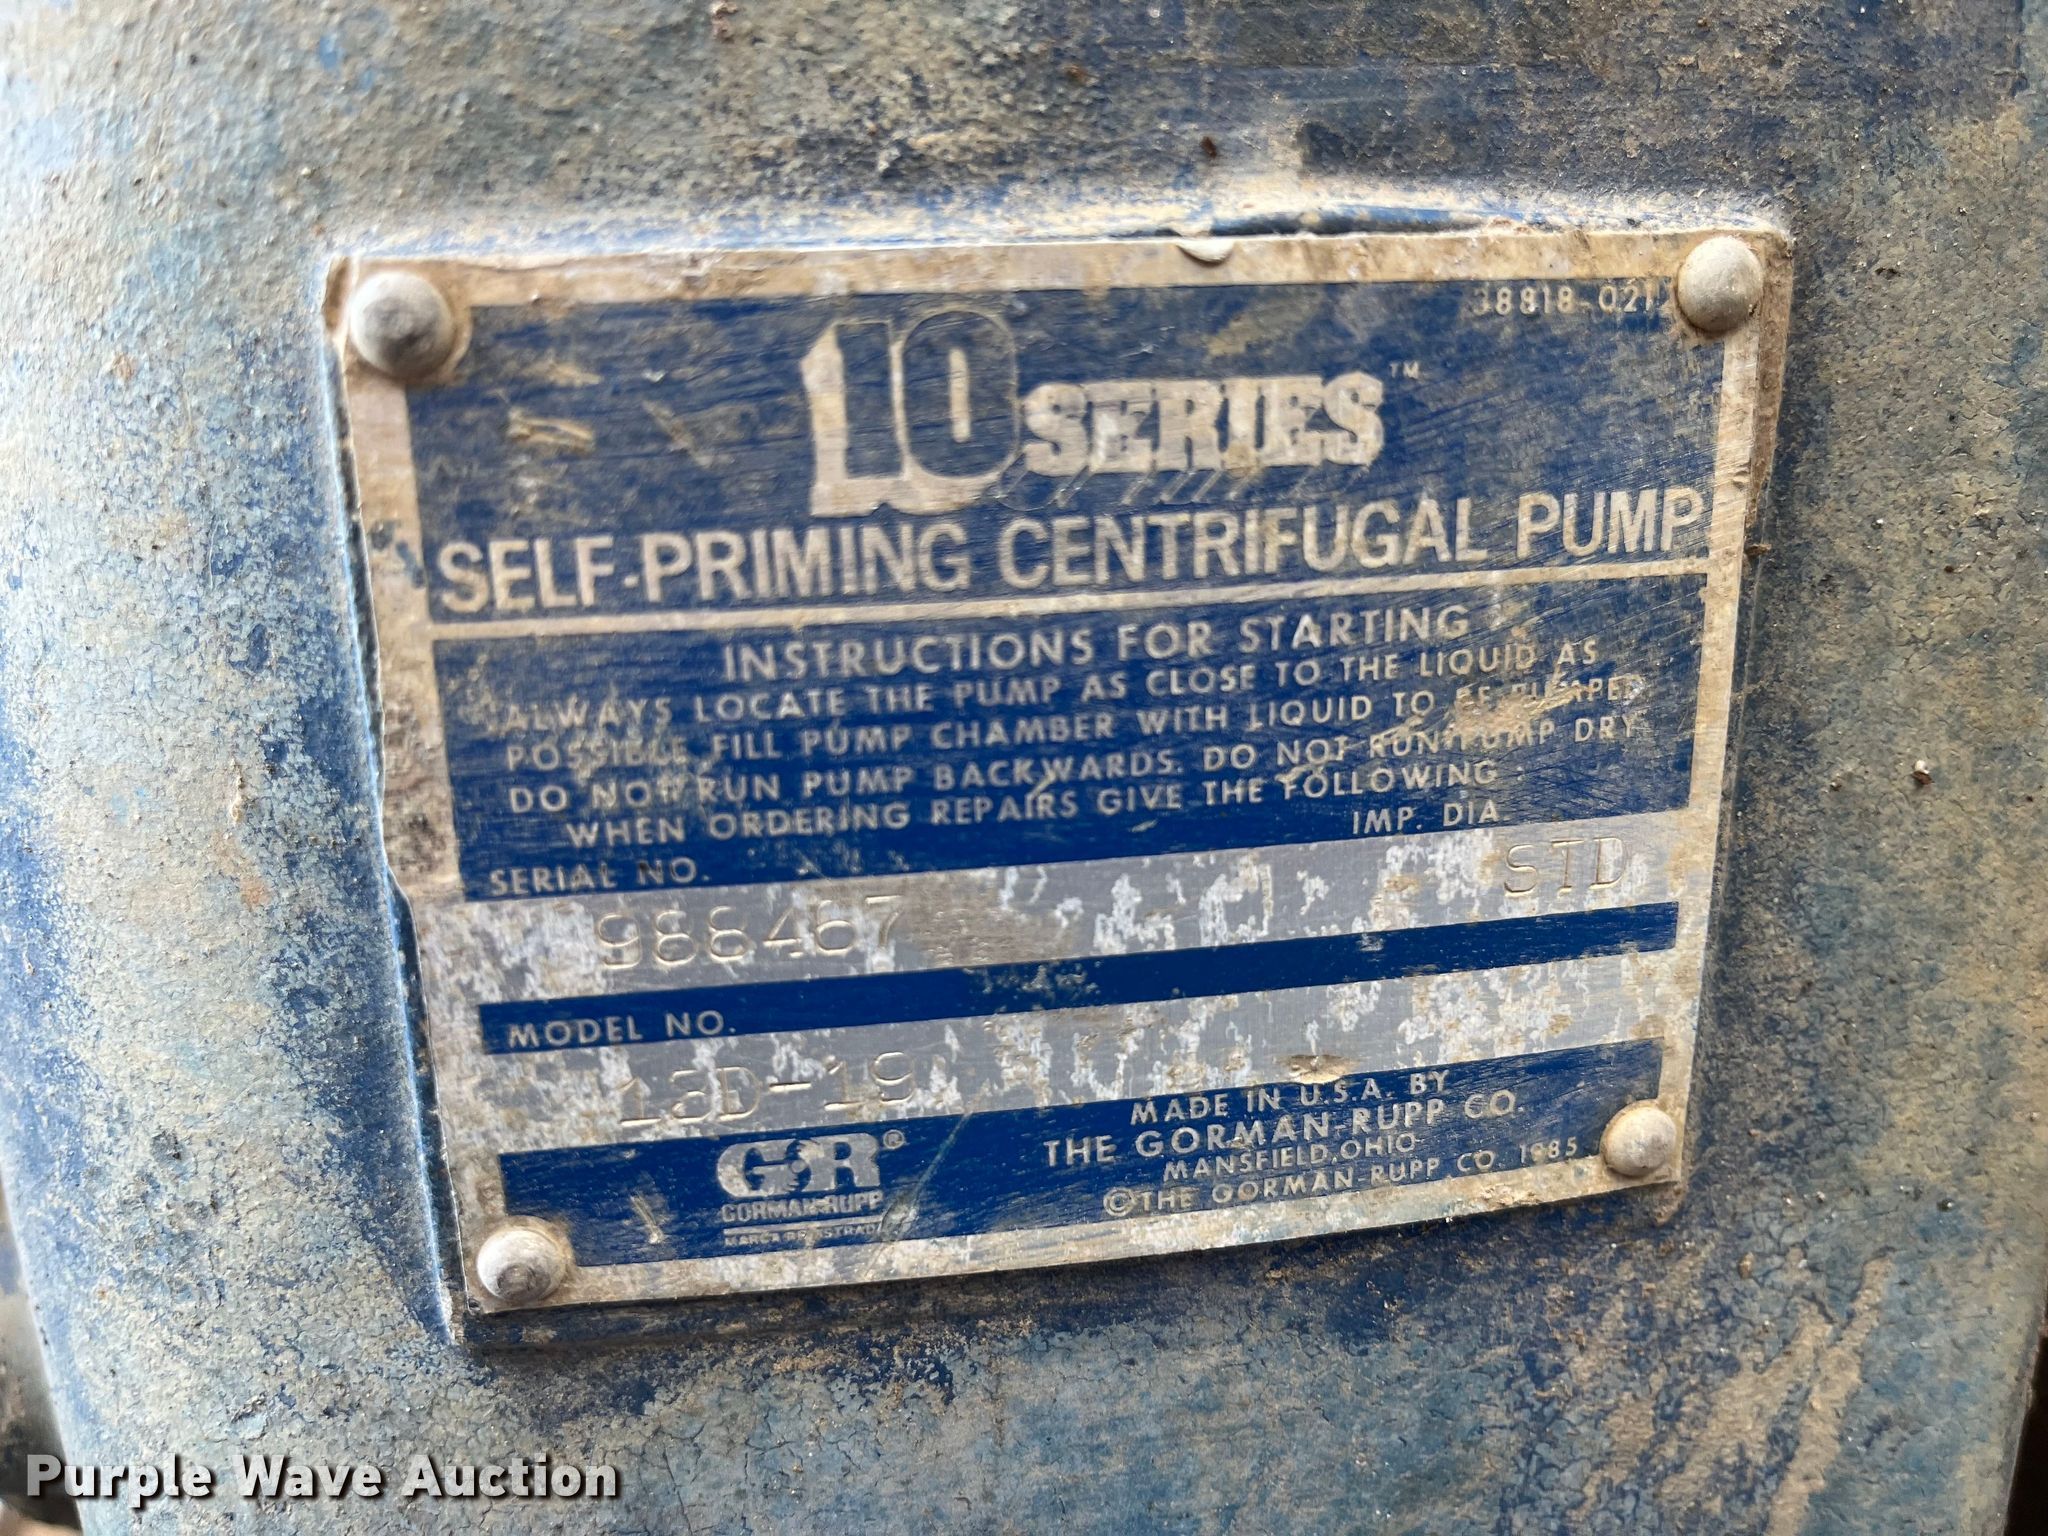 38818-021
10 SERIES™
SELF-PRIMING CENTRIFUGAL PUMP
INSTRUCTIONS FOR STARTING
ALWAYS LOCATE THE PUMP AS CLOSE TO THE LIQUID AS
POSSIBLE FILL PUMP CHAMBER WITH LIQUID TO BE PUMPED
DO NOT RUN PUMP BACKWARDS. DO NOT RUN PUMP DRY
WHEN ORDERING REPAIRS GIVE THE FOLLOWING
SERIAL NO. IMP. DIA.
988467 STD
MODEL NO.
13D-19
G·R®
GORMAN-RUPP
MADE IN U.S.A. BY
THE GORMAN-RUPP CO.
MANSFIELD, OHIO
©THE GORMAN-RUPP CO. 1985
Purple Wave Auction